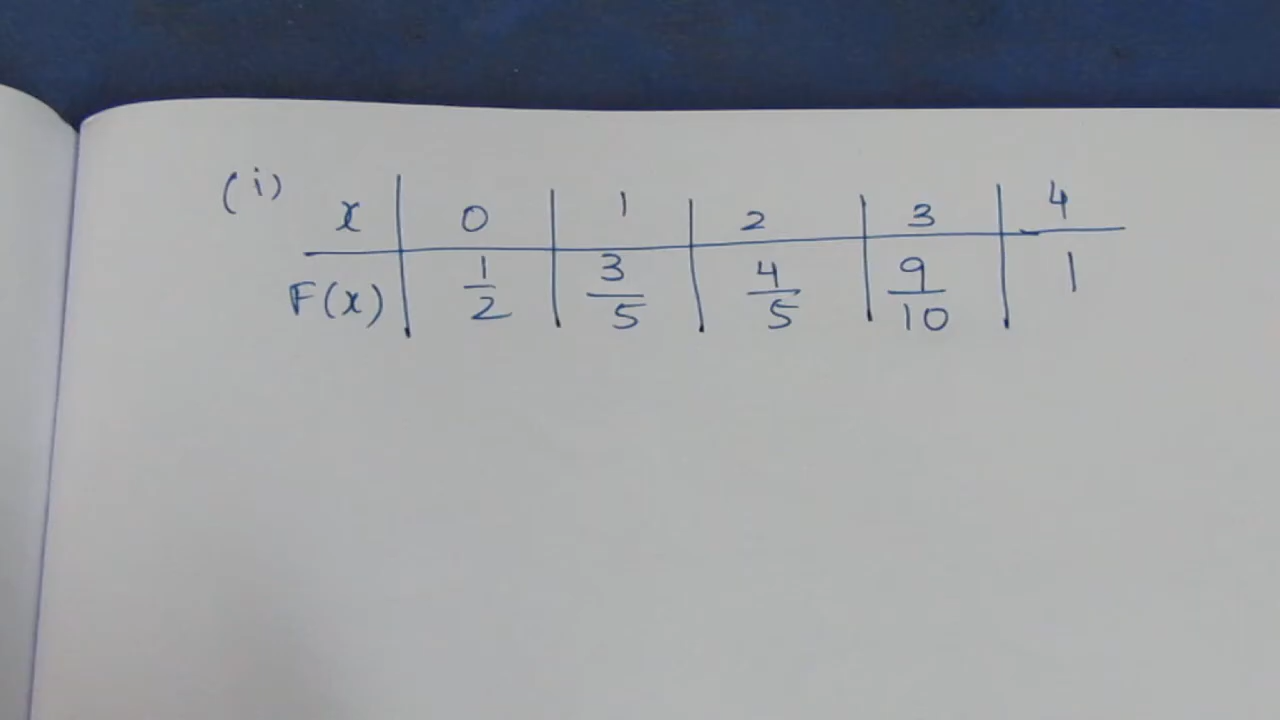 (i) x | 0 | 1 | 2 | 3 | 4
F(x) | 1/2 | 3/5 | 4/5 | 9/10 | 1